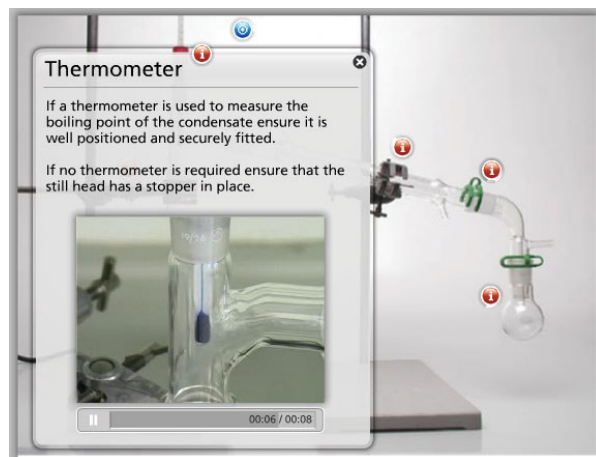 Thermometer
If a thermometer is used to measure the
boiling point of the condensate ensure it is
well positioned and securely fitted.
If no thermometer is required ensure that the
still head has a stopper in place.
19/26
00:06 / 00:08